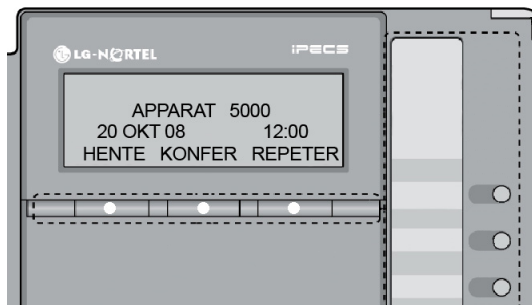 LG-NORTEL iPECS
APPARAT 5000
20 OKT 08 12:00
HENTE KONFER REPETER